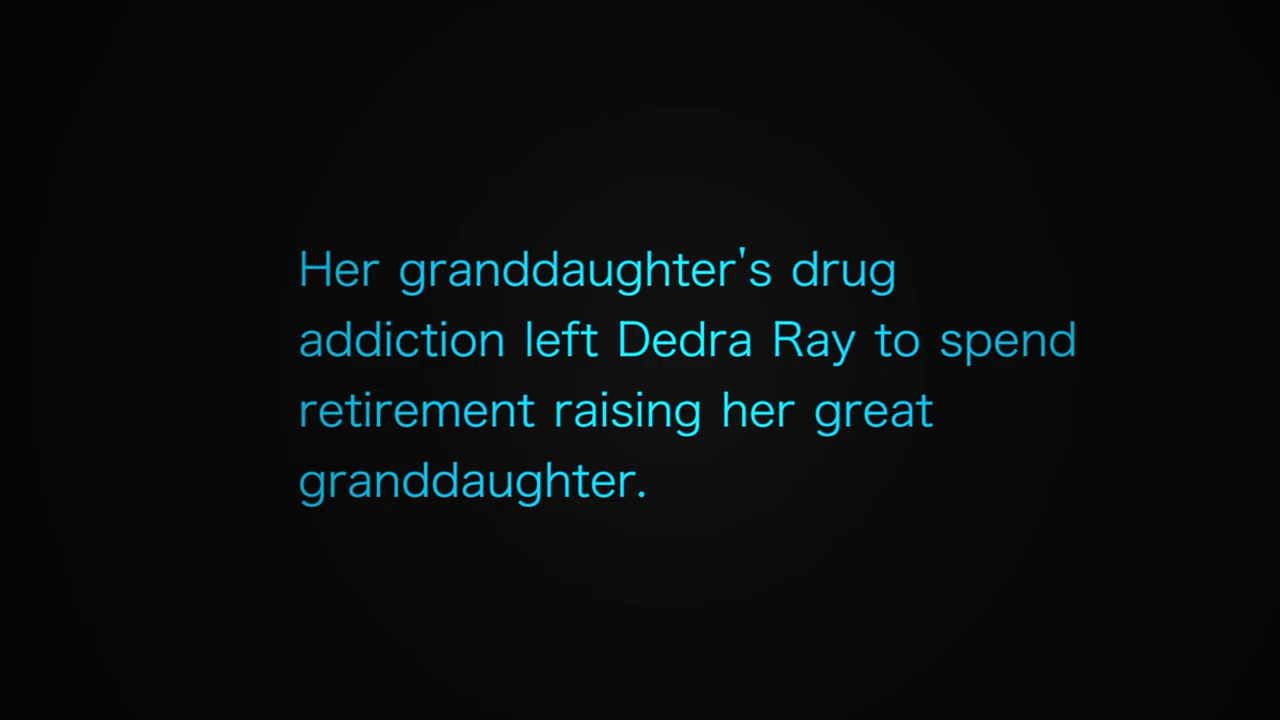 Her granddaughter's drug
addiction left Dedra Ray to spend
retirement raising her great
granddaughter.